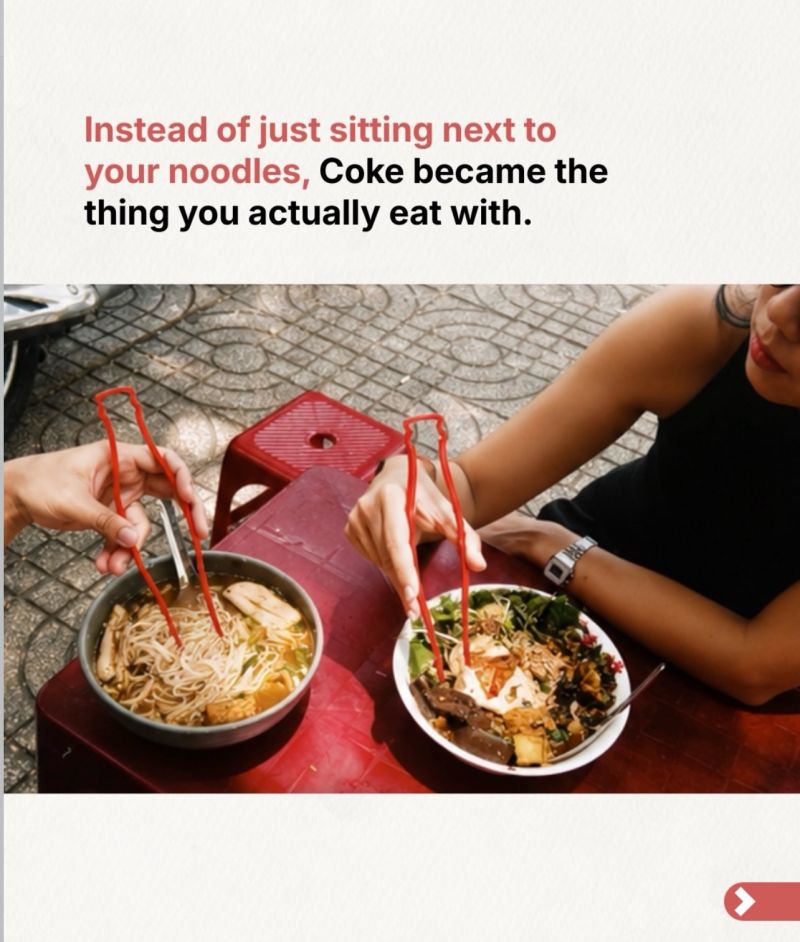 Instead of just sitting next to
your noodles, Coke became the
thing you actually eat with.